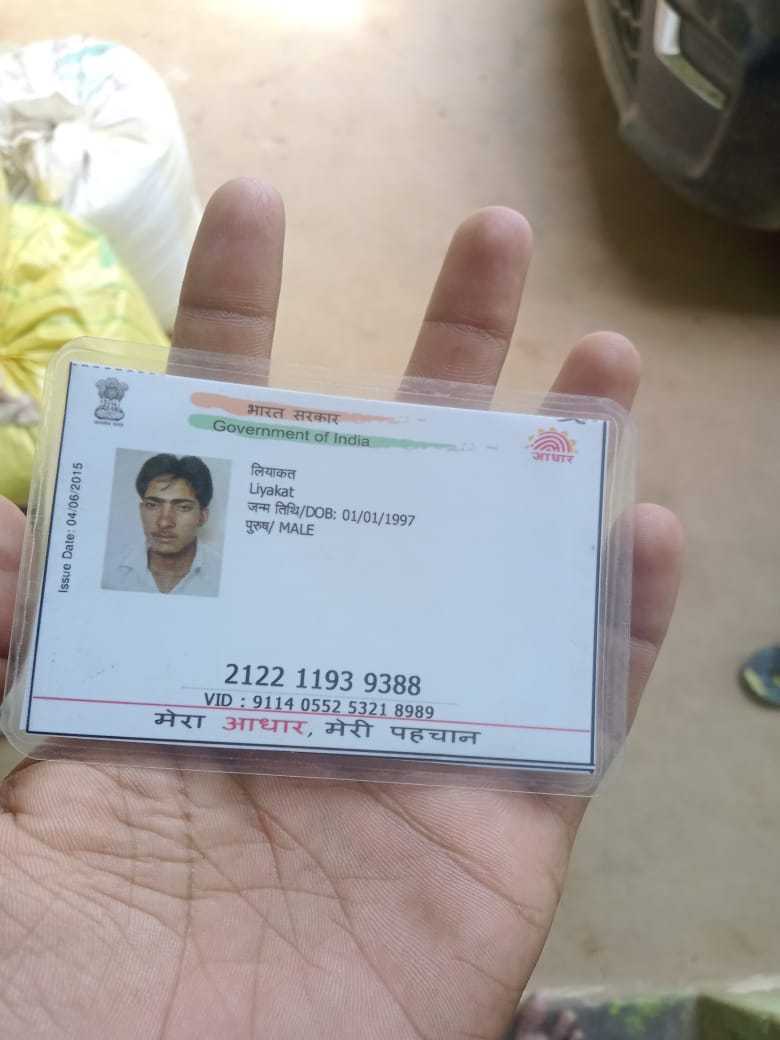 भारत सरकार
Government of India
आधार
Issue Date: 04/06/2015
लियाकत
Liyakat
जन्म तिथि/DOB: 01/01/1997
पुरुष/ MALE
2122 1193 9388
VID : 9114 0552 5321 8989
मेरा आधार, मेरी पहचान